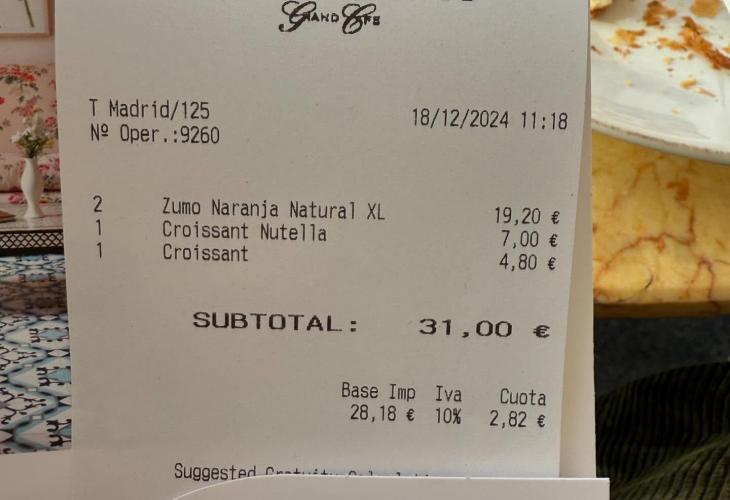 Grand Cafe
T Madrid/125 18/12/2024 11:18
Nº Oper.:9260
2 Zumo Naranja Natural XL 19,20 €
1 Croissant Nutella 7,00 €
1 Croissant 4,80 €
SUBTOTAL: 31,00 €
Base Imp Iva Cuota
28,18 € 10% 2,82 €
Suggested Gratuity